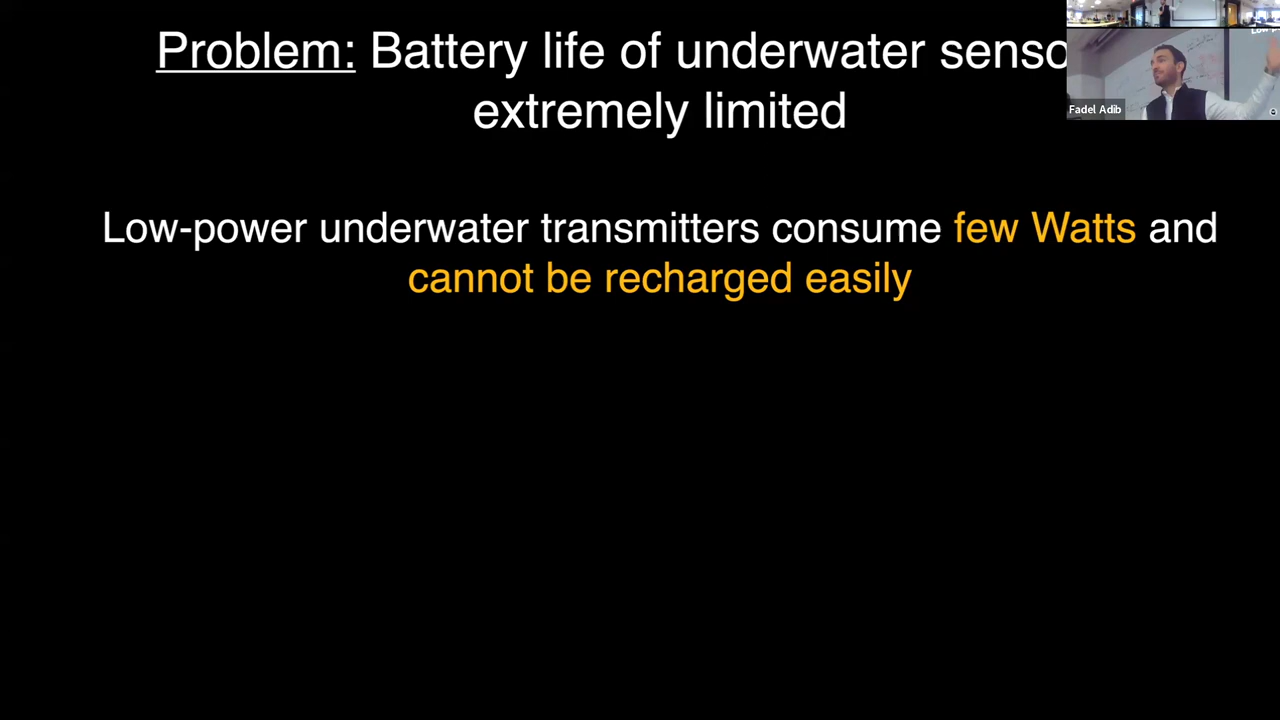 Problem: Battery life of underwater senso
extremely limited
Low-power underwater transmitters consume few Watts and
cannot be recharged easily
Fadel Adib